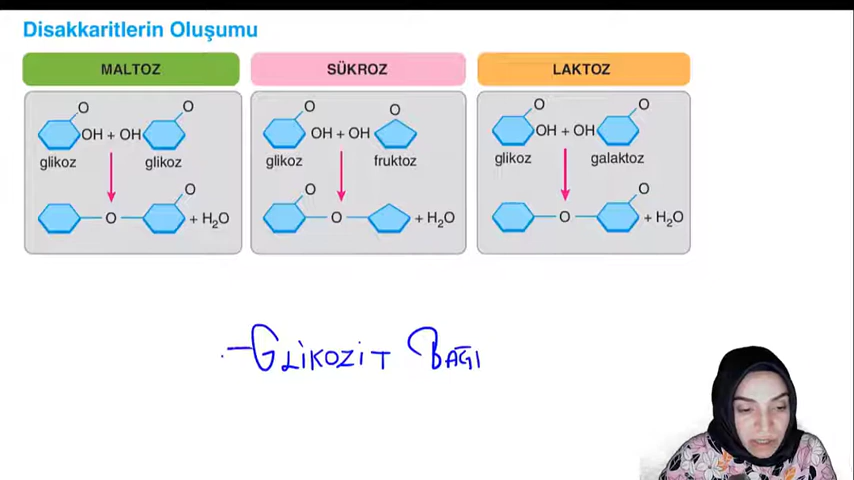 Disakkaritlerin Oluşumu
MALTOZ
O O
OH + OH
glikoz glikoz
O
O + H₂O
SÜKROZ
O O
OH + OH
glikoz fruktoz
O
O + H₂O
LAKTOZ
O O
OH + OH
glikoz galaktoz
O
O + H₂O
-GLİKOZİT BAĞI